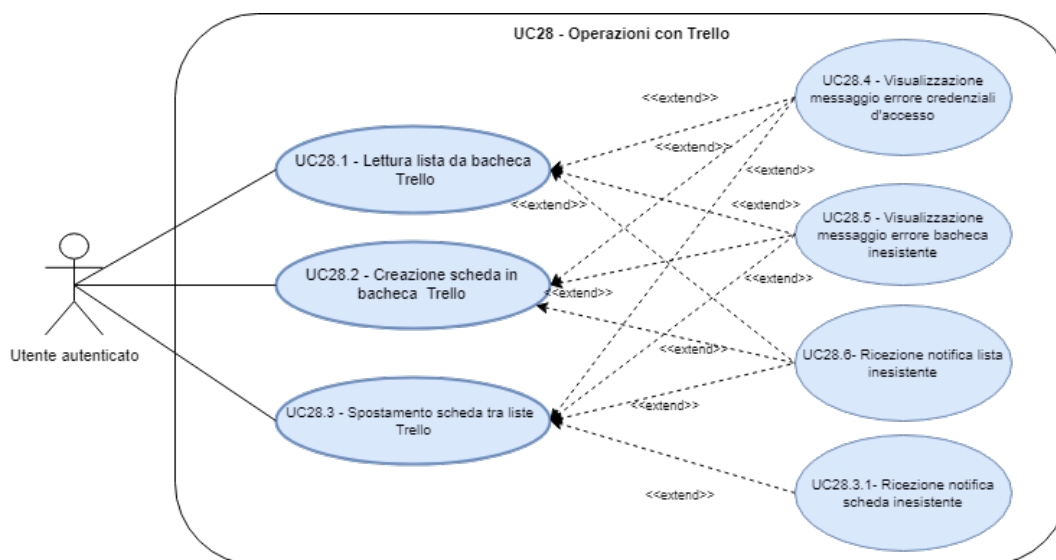 UC28 - Operazioni con Trello
UC28.4 - Visualizzazione
messaggio errore credenziali
d'accesso
<<extend>>
UC28.1 - Lettura lista da bacheca
Trello
<<extend>>
<<extend>>
<<extend>>
<<extend>>
UC28.5 - Visualizzazione
messaggio errore bacheca
inesistente
UC28.2 - Creazione scheda in
bacheca Trello
<<extend>>
<<extend>>
Utente autenticato
<<extend>>
UC28.6- Ricezione notifica lista
inesistente
UC28.3 - Spostamento scheda tra liste
Trello
<<extend>>
<<extend>>
UC28.3.1- Ricezione notifica
scheda inesistente